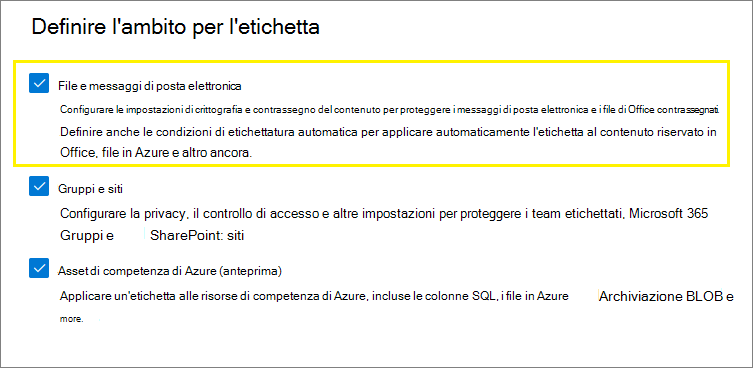 Definire l'ambito per l'etichetta
File e messaggi di posta elettronica
Configurare le impostazioni di crittografia e contrassegno del contenuto per proteggere i messaggi di posta elettronica e i file di Office contrassegnati.
Definire anche le condizioni di etichettatura automatica per applicare automaticamente l'etichetta al contenuto riservato in
Office, file in Azure e altro ancora.
Gruppi e siti
Configurare la privacy, il controllo di accesso e altre impostazioni per proteggere i team etichettati, Microsoft 365
Gruppi e SharePoint: siti
Asset di competenza di Azure (anteprima)
Applicare un'etichetta alle risorse di competenza di Azure, incluse le colonne SQL, i file in Azure Archiviazione BLOB e
more.